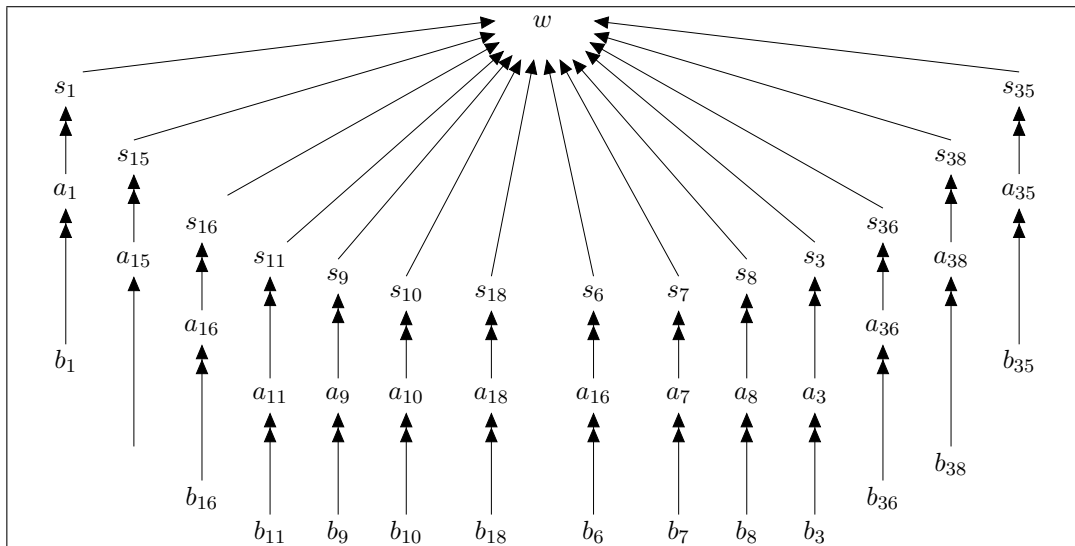 w
s₁ s₃₅
s₁₅ s₃₈
a₁ a₃₅
s₁₆ s₃₆
s₁₁ a₁₅ a₃₈ s₃
s₉ s₈
s₁₀ s₁₈ s₆ s₇
a₁₆ a₃₆
b₁ b₃₅
a₁₁ a₉ a₁₀ a₁₈ a₁₆ a₇ a₈ a₃
b₃₈
b₁₆ b₃₆
b₁₁ b₉ b₁₀ b₁₈ b₆ b₇ b₈ b₃